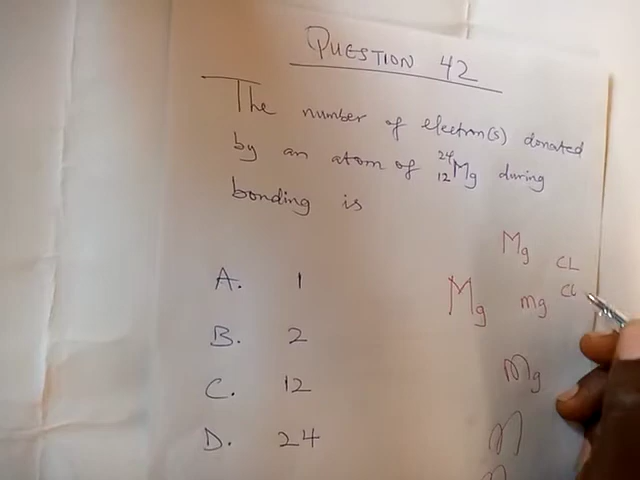 QUESTION 42
The number of electron(s) donated
by an atom of ²⁴₁₂Mg during
bonding is
A. 1
B. 2
C. 12
D. 24
Mg
CL
Mg mg Cl
Mg
M